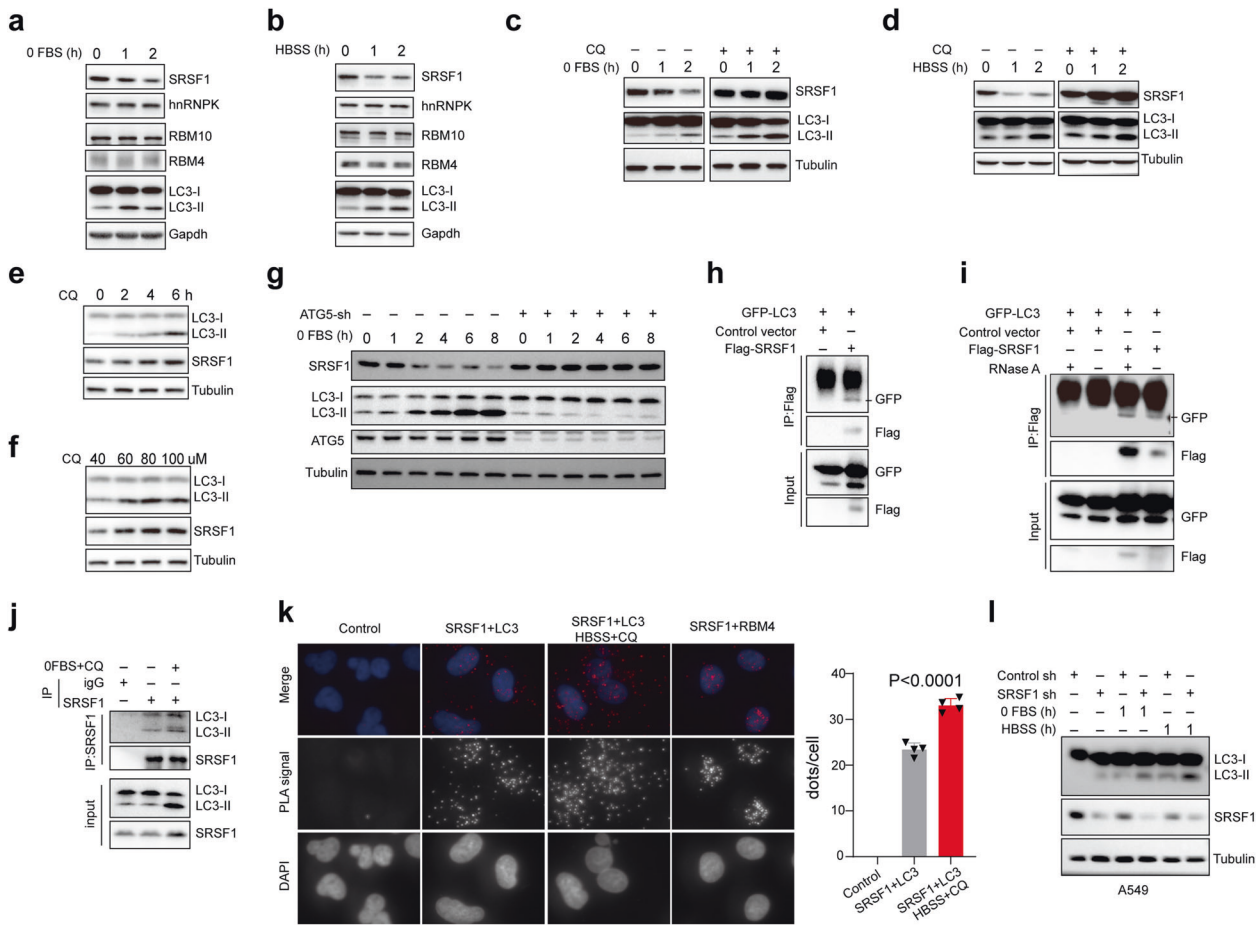 a
0 FBS (h) 0 1 2
SRSF1
hnRNPK
RBM10
RBM4
LC3-I
LC3-II
Gapdh
b
HBSS (h) 0 1 2
SRSF1
hnRNPK
RBM10
RBM4
LC3-I
LC3-II
Gapdh
c
CQ – – – + + +
0 FBS (h) 0 1 2 0 1 2
SRSF1
LC3-I
LC3-II
Tubulin
d
CQ – – – + + +
HBSS (h) 0 1 2 0 1 2
SRSF1
LC3-I
LC3-II
Tubulin
e
CQ 0 2 4 6 h
LC3-I
LC3-II
SRSF1
Tubulin
f
CQ 40 60 80 100 uM
LC3-I
LC3-II
SRSF1
Tubulin
g
ATG5-sh – – – – – – + + + + + +
0 FBS (h) 0 1 2 4 6 8 0 1 2 4 6 8
SRSF1
LC3-I
LC3-II
ATG5
Tubulin
h
GFP-LC3 + +
Control vector + –
Flag-SRSF1 – +
IP:Flag
GFP
Flag
Input
GFP
Flag
i
GFP-LC3 + + + +
Control vector + + – –
Flag-SRSF1 – – + +
RNase A + – + –
IP:Flag
GFP
Flag
Input
GFP
Flag
j
0FBS+CQ – – +
IP
igG + – –
SRSF1 – + +
IP:SRSF1
LC3-I
LC3-II
SRSF1
input
LC3-I
LC3-II
SRSF1
k
Control
SRSF1+LC3
SRSF1+LC3
HBSS+CQ
SRSF1+RBM4
Merge
PLA signal
DAPI
dots/cell
40
30
20
10
0
P<0.0001
Control
SRSF1+LC3
SRSF1+LC3
HBSS+CQ
l
Control sh + – + – + –
SRSF1 sh – + – + – +
0 FBS (h) – – 1 1 – –
HBSS (h) – – – – 1 1
LC3-I
LC3-II
SRSF1
Tubulin
A549